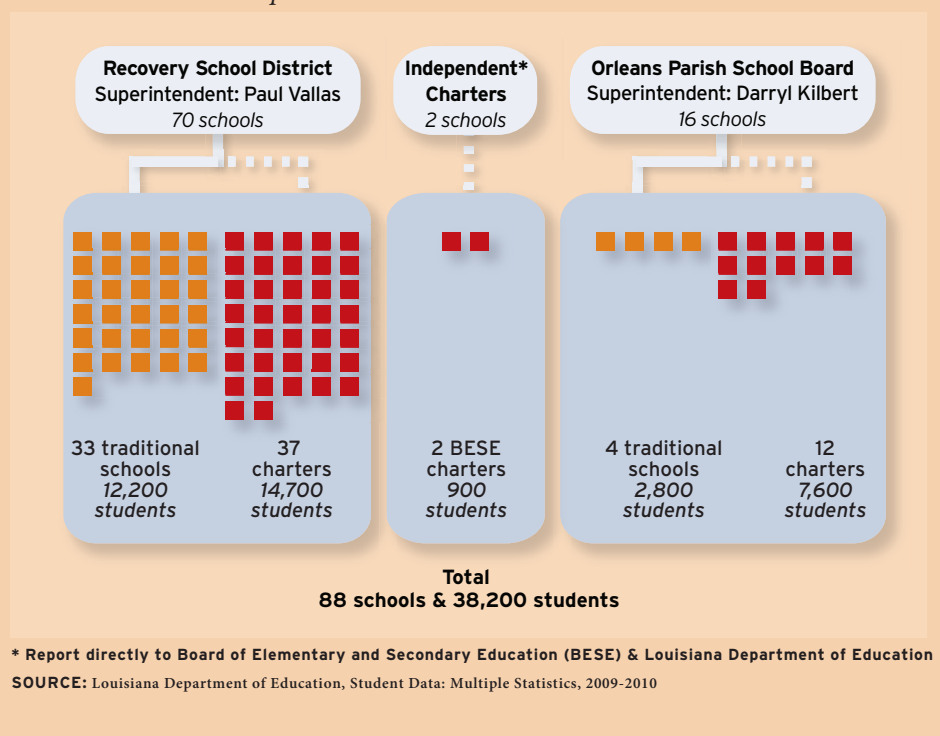 Recovery School District
Superintendent: Paul Vallas
70 schools
Independent*
Charters
2 schools
Orleans Parish School Board
Superintendent: Darryl Kilbert
16 schools
33 traditional
schools
12,200
students
37
charters
14,700
students
2 BESE
charters
900
students
4 traditional
schools
2,800
students
12
charters
7,600
students
Total
88 schools & 38,200 students
* Report directly to Board of Elementary and Secondary Education (BESE) & Louisiana Department of Education
SOURCE: Louisiana Department of Education, Student Data: Multiple Statistics, 2009-2010